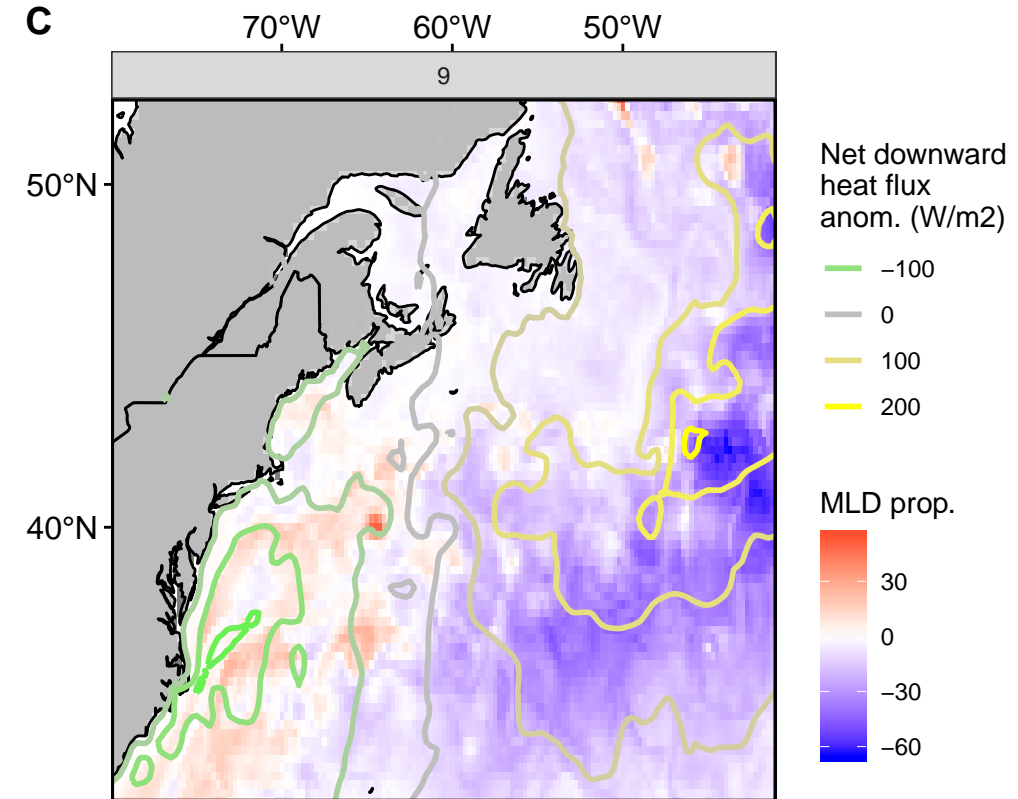 C
70°W 60°W 50°W
9
50°N
40°N
Net downward
heat flux
anom. (W/m2)
−100
0
100
200
MLD prop.
30
0
−30
−60